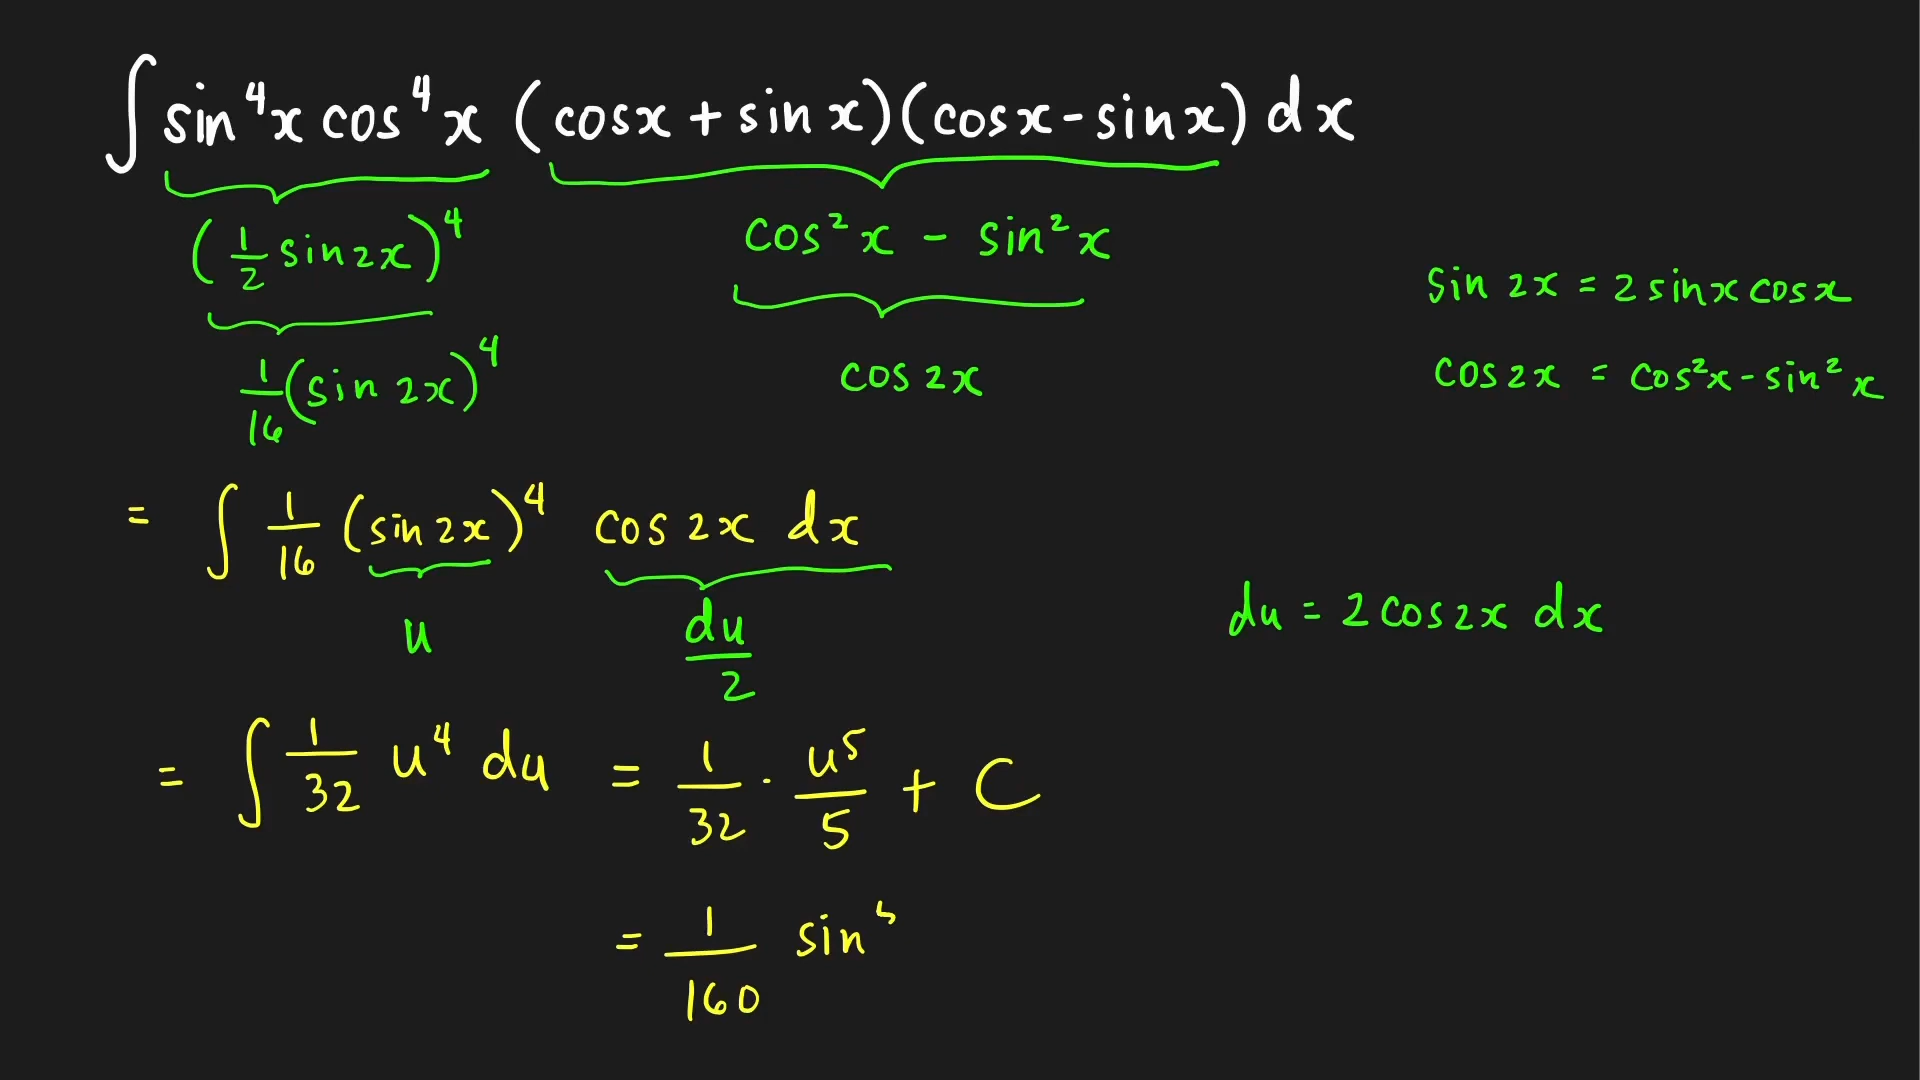 ∫ sin⁴x cos⁴x (cosx + sinx)(cosx - sinx) dx
(1/2 sin2x)⁴
cos²x - sin²x
sin 2x = 2 sinx cosx
1/16 (sin 2x)⁴
cos 2x
cos 2x = cos²x - sin²x
= ∫ 1/16 (sin 2x)⁴ cos 2x dx
u
du/2
du = 2 cos2x dx
= ∫ 1/32 u⁴ du = 1/32 · u⁵/5 + C
= 1/160 sin⁵